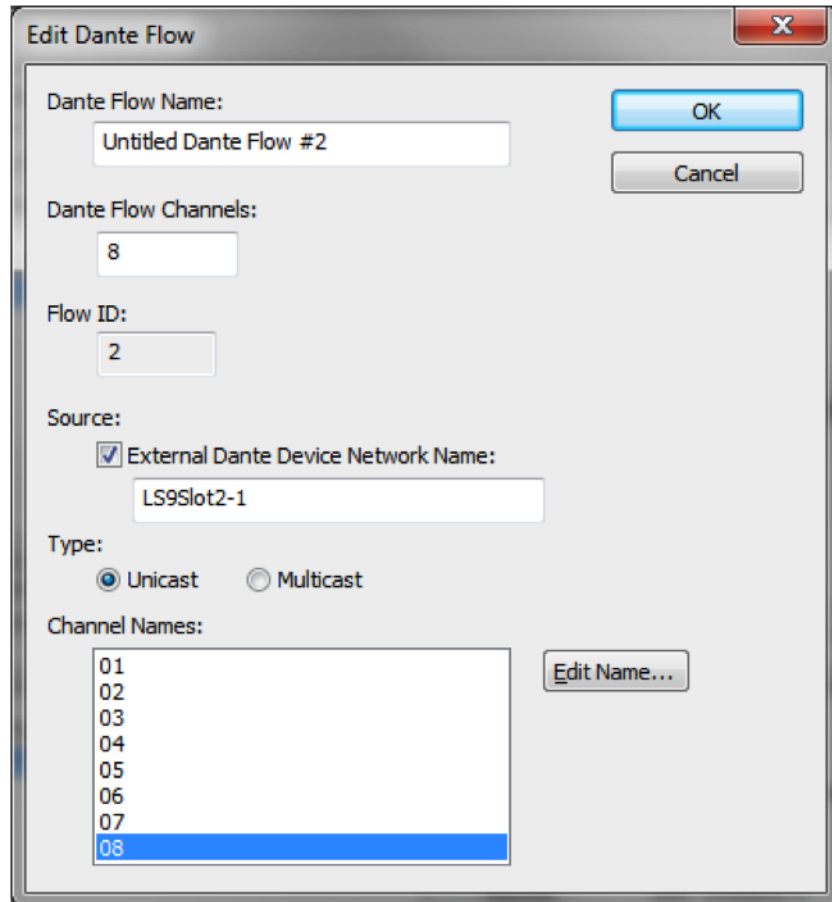 Edit Dante Flow
Dante Flow Name:
Untitled Dante Flow #2
OK
Cancel
Dante Flow Channels:
8
Flow ID:
2
Source:
External Dante Device Network Name:
LS9Slot2-1
Type:
Unicast Multicast
Channel Names:
01
02
03
04
05
06
07
08
Edit Name...